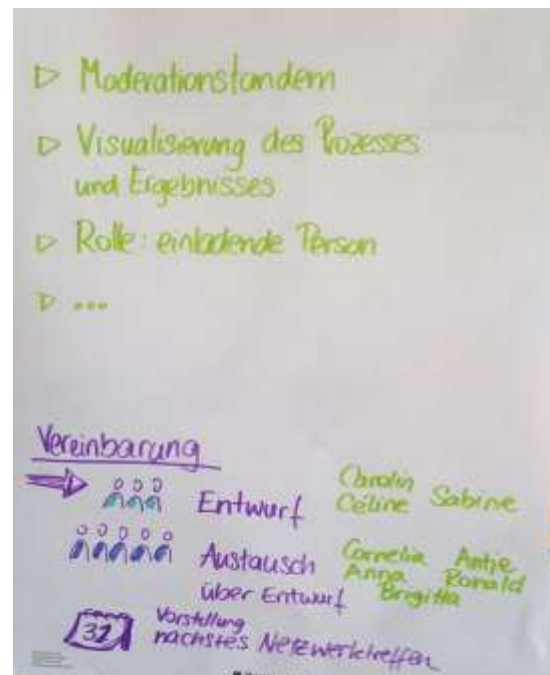 ▷ Moderationstandem
▷ Visualisierung des Prozesses
und Ergebnisses
▷ Rolle: einladende Person
▷ ...
Vereinbarung
Entwurf
Carolin
Céline Sabine
Austausch
über Entwurf
Cornelia Antje
Anna Ronald
Brigitta
Vorstellung
nächstes Netzwerktreffen